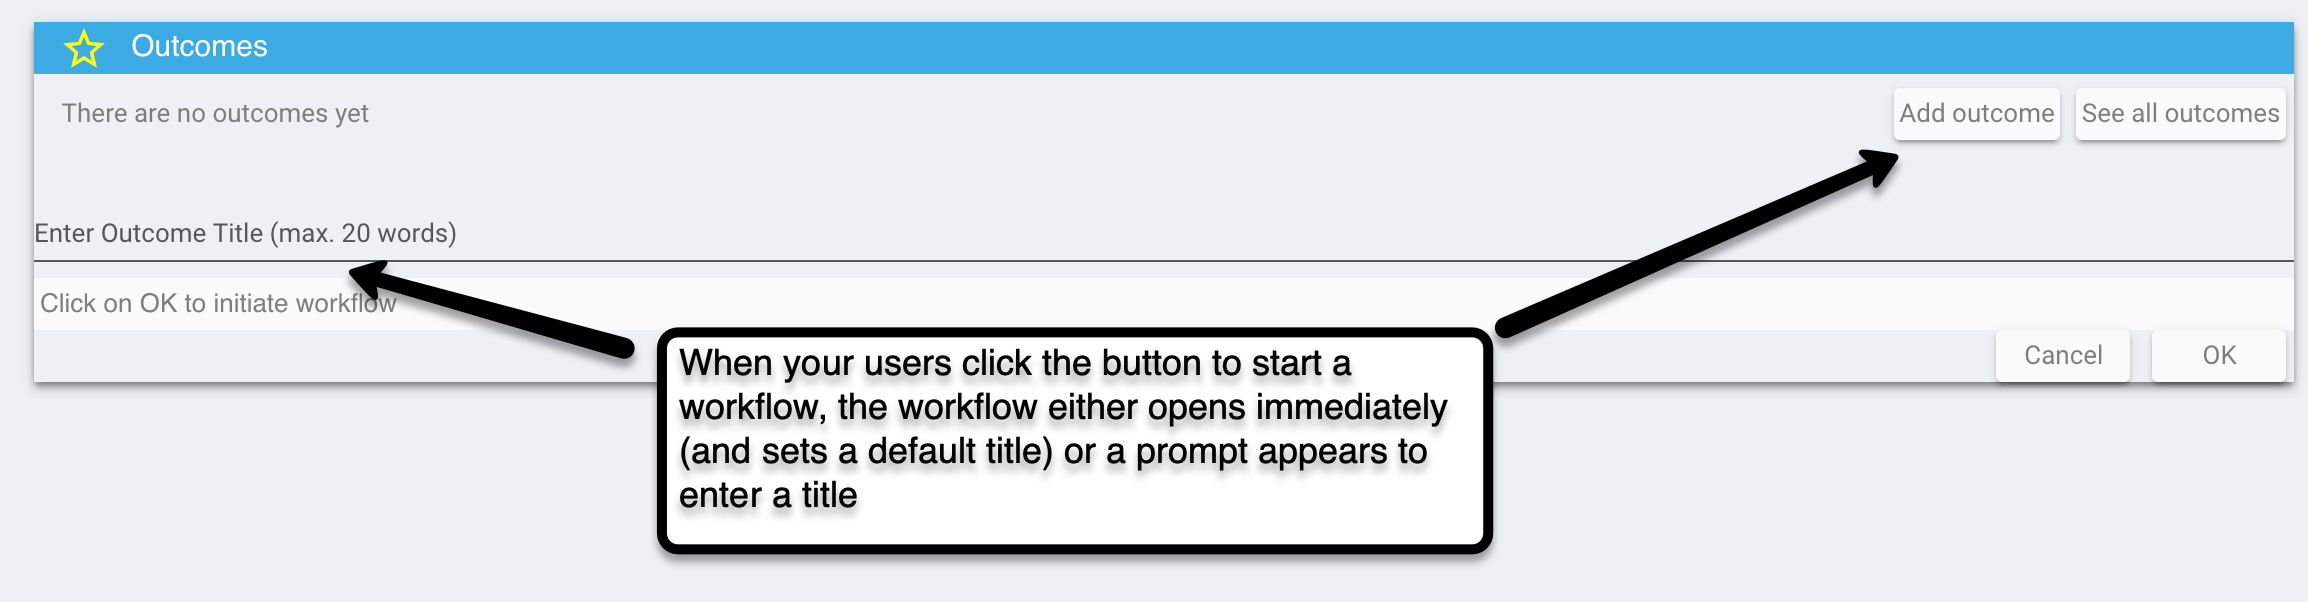 Outcomes
There are no outcomes yet
Add outcome
See all outcomes
Enter Outcome Title (max. 20 words)
Click on OK to initiate workflow
Cancel
OK
When your users click the button to start a
workflow, the workflow either opens immediately
(and sets a default title) or a prompt appears to
enter a title